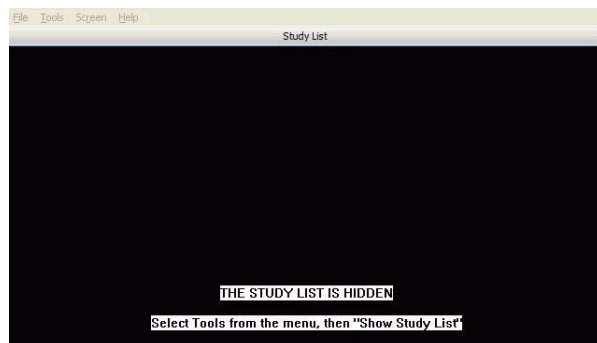 File Tools Screen Help
Study List
THE STUDY LIST IS HIDDEN
Select Tools from the menu, then "Show Study List"